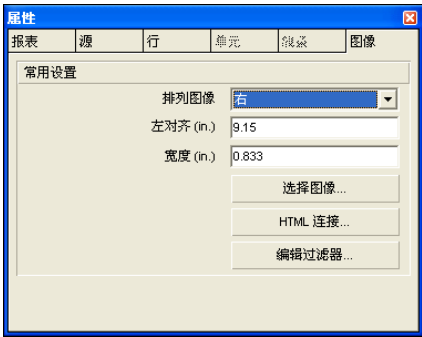 属性
报表 源 行 单元 线条 图像
常用设置
排列图像 右
左对齐 (in.) 9.15
宽度 (in.) 0.833
选择图像...
HTML 连接...
编辑过滤器...